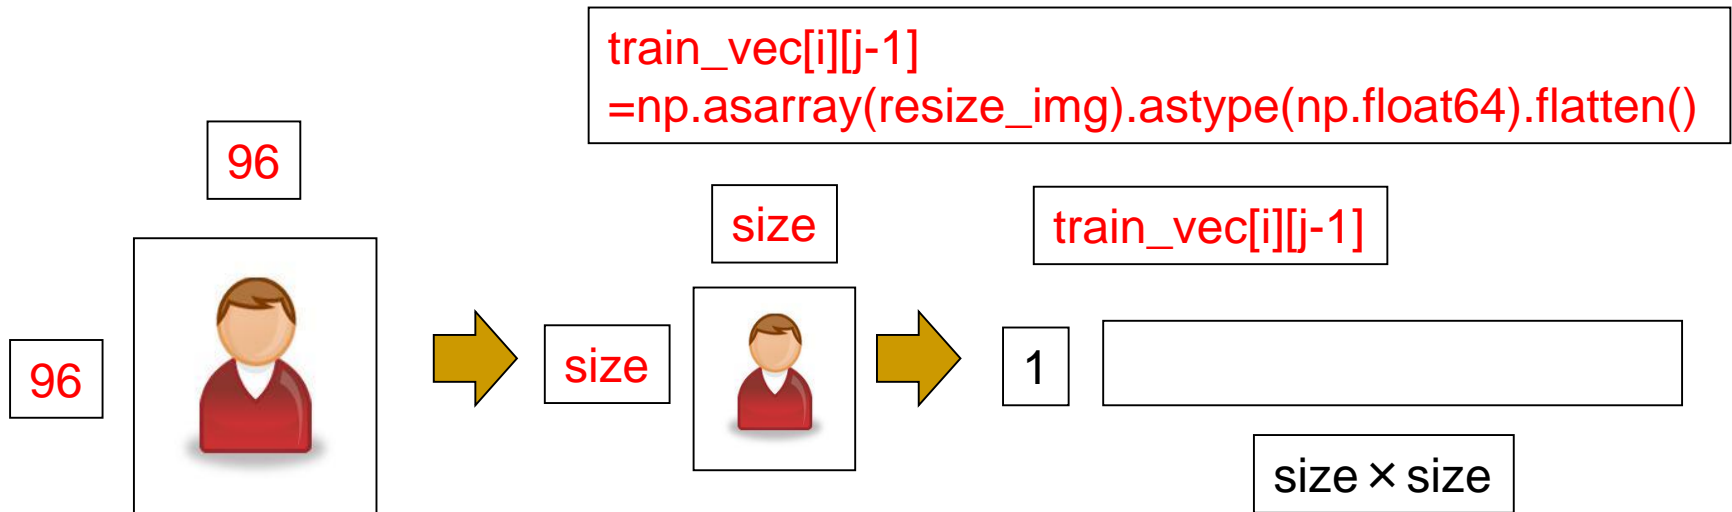 train_vec[i][j-1]
=np.asarray(resize_img).astype(np.float64).flatten()
96
size
train_vec[i][j-1]
96
size
1
size×size